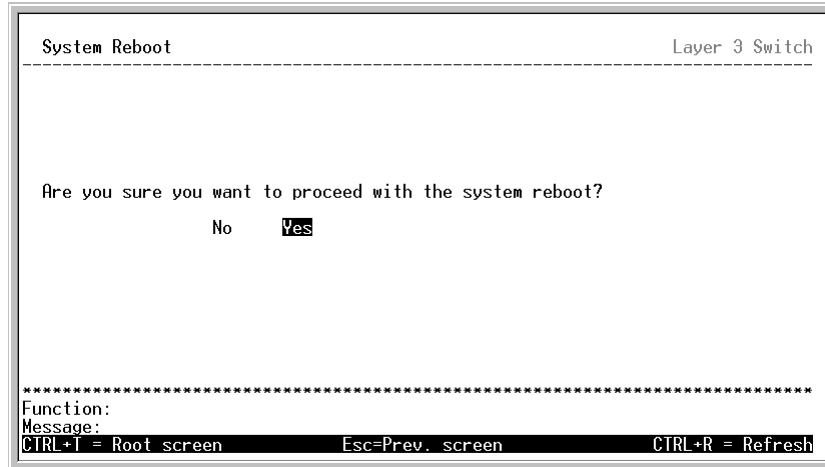 System Reboot Layer 3 Switch
--------------------------------------------------------------------------------
Are you sure you want to proceed with the system reboot?
No Yes
********************************************************************************
Function:
Message:
CTRL+T = Root screen Esc=Prev. screen CTRL+R = Refresh